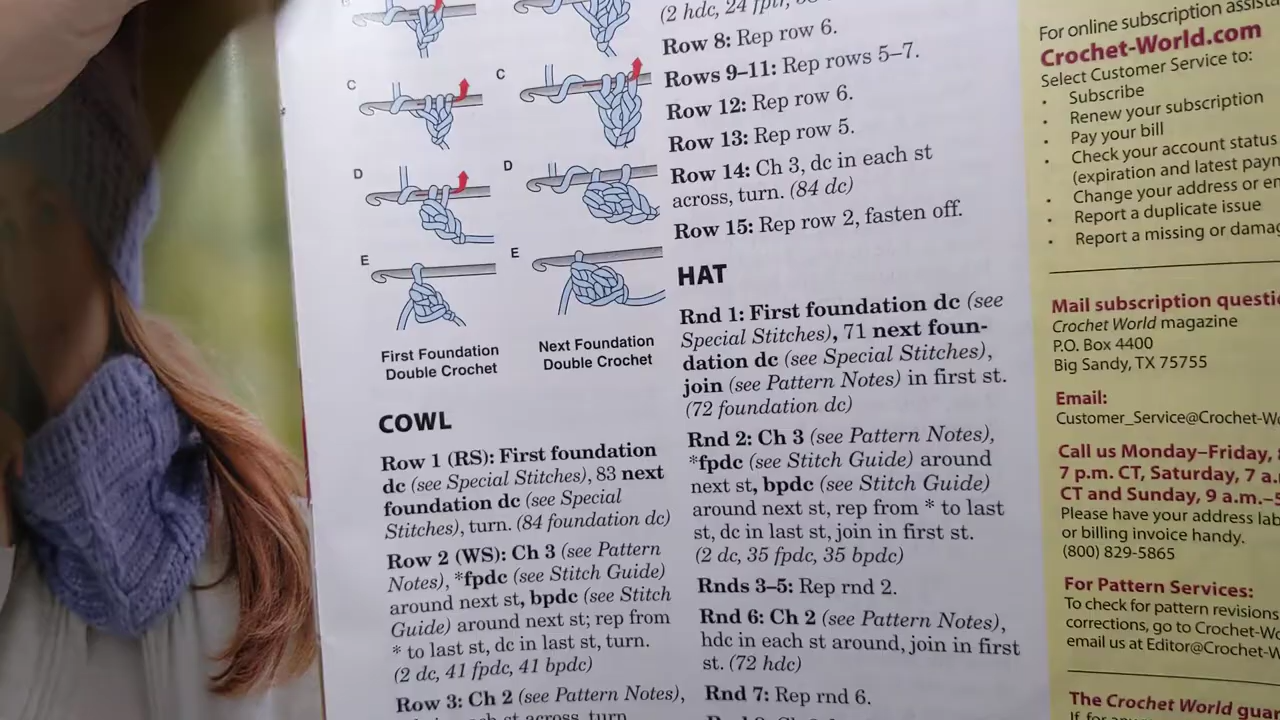 C
C
D
D
E
E
First Foundation
Double Crochet
Next Foundation
Double Crochet
COWL
Row 1 (RS): First foundation
dc (see Special Stitches), 83 next
foundation dc (see Special
Stitches), turn. (84 foundation dc)
Row 2 (WS): Ch 3 (see Pattern
Notes), *fpdc (see Stitch Guide)
around next st, bpdc (see Stitch
Guide) around next st; rep from
* to last st, dc in last st, turn.
(2 dc, 41 fpdc, 41 bpdc)
Row 3: Ch 2 (see Pattern Notes),
st across, turn
(2 hdc, 24 fptr,
Row 8: Rep row 6.
Rows 9–11: Rep rows 5–7.
Row 12: Rep row 6.
Row 13: Rep row 5.
Row 14: Ch 3, dc in each st
across, turn. (84 dc)
Row 15: Rep row 2, fasten off.
HAT
Rnd 1: First foundation dc (see
Special Stitches), 71 next foun-
dation dc (see Special Stitches),
join (see Pattern Notes) in first st.
(72 foundation dc)
Rnd 2: Ch 3 (see Pattern Notes),
*fpdc (see Stitch Guide) around
next st, bpdc (see Stitch Guide)
around next st, rep from * to last
st, dc in last st, join in first st.
(2 dc, 35 fpdc, 35 bpdc)
Rnds 3–5: Rep rnd 2.
Rnd 6: Ch 2 (see Pattern Notes),
hdc in each st around, join in first
st. (72 hdc)
Rnd 7: Rep rnd 6.
For online subscription
Crochet-World.com
Select Customer Service to:
• Subscribe
• Renew your subscription
• Pay your bill
• Check your account status
(expiration and latest
• Change your address or
• Report a duplicate issue
• Report a missing or
Mail subscription
Crochet World magazine
P.O. Box 4400
Big Sandy, TX 75755
Email:
Customer_Service@Crochet-
Call us Monday–Friday,
7 p.m. CT, Saturday, 7
CT and Sunday, 9 a.m.–
Please have your address
or billing invoice handy.
(800) 829-5865
For Pattern Services:
To check for pattern revisions
corrections, go to
email us at
The Crochet World